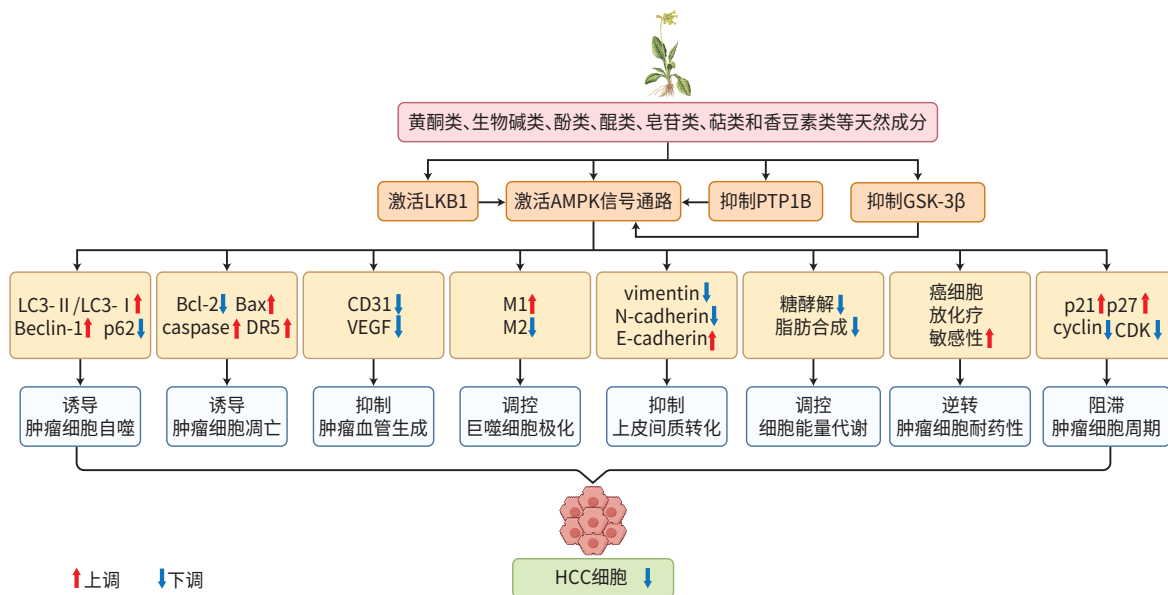 黄酮类、生物碱类、酚类、醌类、皂苷类、萜类和香豆素类等天然成分
激活LKB1
激活AMPK信号通路
抑制PTP1B
抑制GSK-3β
LC3-Ⅱ/LC3-Ⅰ
Beclin-1 p62
Bcl-2 Bax
caspase DR5
CD31
VEGF
M1
M2
vimentin
N-cadherin
E-cadherin
糖酵解
脂肪合成
癌细胞
放化疗
敏感性
p21 p27
cyclin CDK
诱导
肿瘤细胞自噬
诱导
肿瘤细胞凋亡
抑制
肿瘤血管生成
调控
巨噬细胞极化
抑制
上皮间质转化
调控
细胞能量代谢
逆转
肿瘤细胞耐药性
阻滞
肿瘤细胞周期
HCC细胞
上调
下调